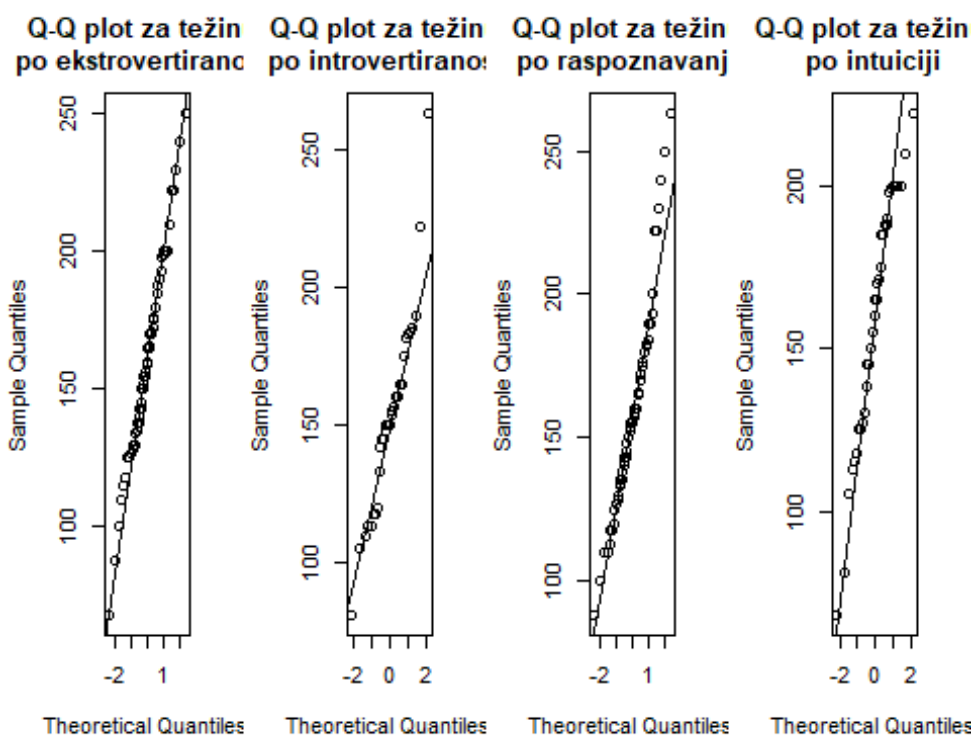 Q-Q plot za težin
po ekstrovertirano
Sample Quantiles
100 150 200 250
-2 1
Theoretical Quantiles
Q-Q plot za težin
po introvertiranos
Sample Quantiles
100 150 200 250
-2 0 2
Theoretical Quantiles
Q-Q plot za težin
po raspoznavanj
Sample Quantiles
100 150 200 250
-2 1
Theoretical Quantiles
Q-Q plot za težin
po intuiciji
Sample Quantiles
100 150 200
-2 0 2
Theoretical Quantiles